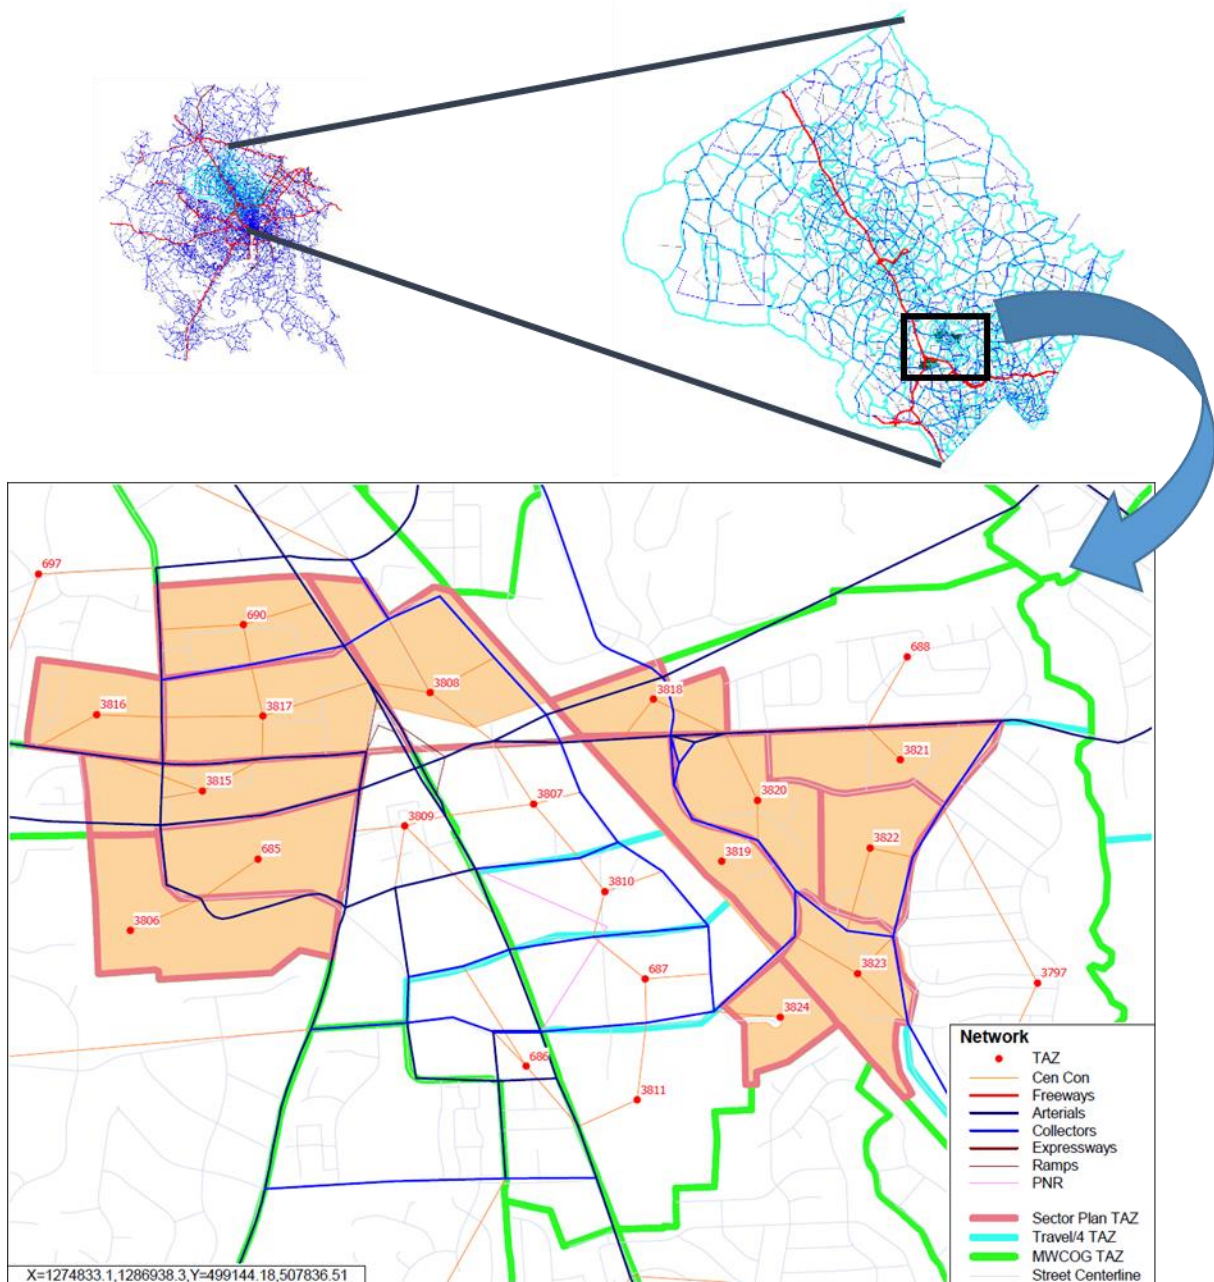 697
690
688
3808
3818
3816
3817
3821
3815
3820
3807
3809
3822
685
3819
3810
3806
687
3823
3797
3824
686
3811
Network
TAZ
Cen Con
Freeways
Arterials
Collectors
Expressways
Ramps
PNR
Sector Plan TAZ
Travel/4 TAZ
MWCOG TAZ
Street Centerline
X=1274833.1,1286938.3,Y=499144.18,507836.51